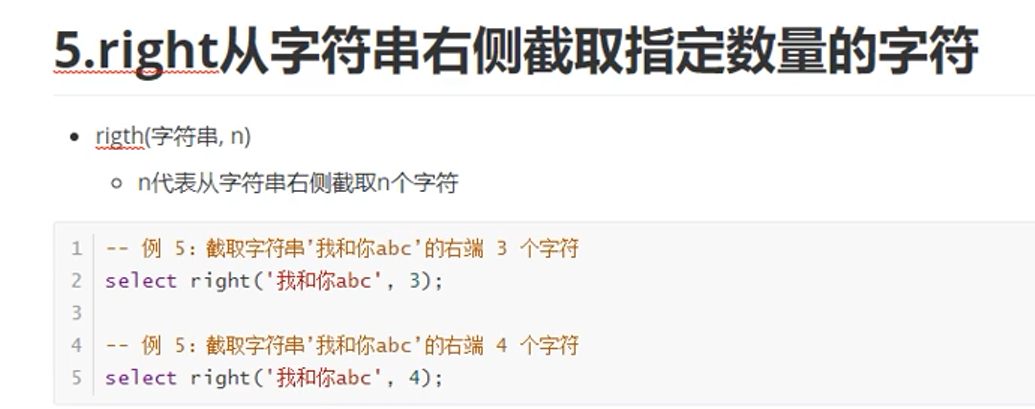 5.right从字符串右侧截取指定数量的字符
rigth(字符串, n)
n代表从字符串右侧截取n个字符
1 -- 例 5：截取字符串’我和你abc’的右端 3 个字符
2 select right('我和你abc', 3);
3
4 -- 例 5：截取字符串’我和你abc’的右端 4 个字符
5 select right('我和你abc', 4);